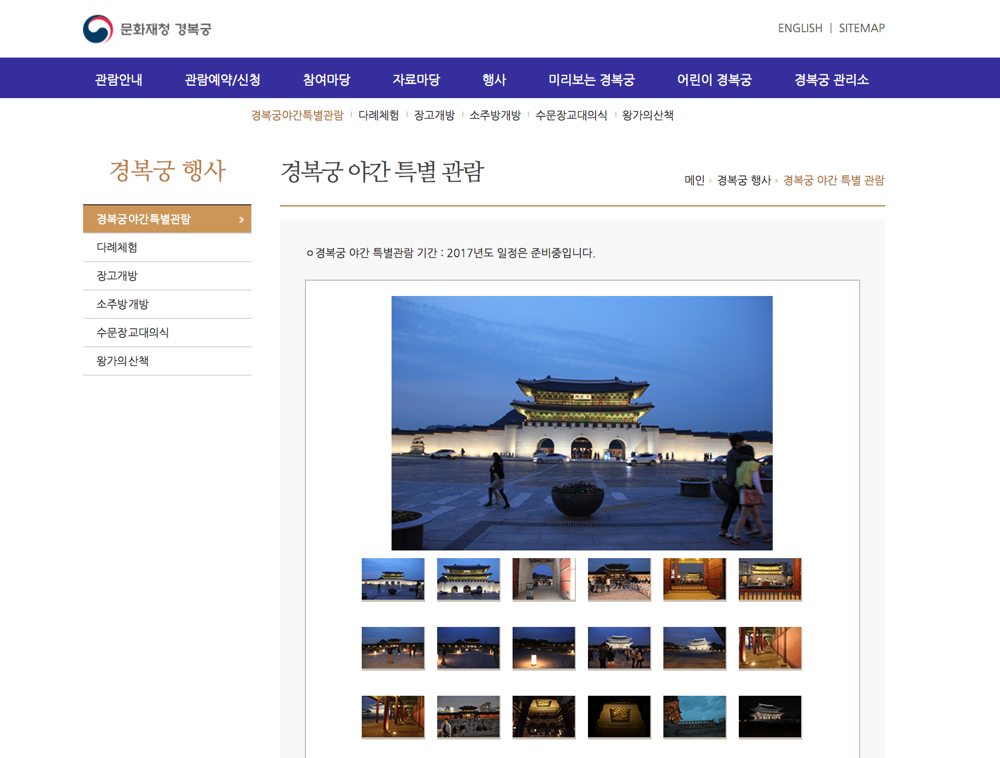 문화재청 경복궁
ENGLISH | SITEMAP
관람안내 관람예약/신청 참여마당 자료마당 행사 미리보는 경복궁 어린이 경복궁 경복궁 관리소
경복궁야간특별관람 다례체험 장고개방 소주방개방 수문장교대의식 왕가의산책
경복궁 행사
경복궁야간특별관람
다례체험
장고개방
소주방개방
수문장교대의식
왕가의산책
경복궁 야간 특별 관람
메인 › 경복궁 행사 › 경복궁 야간 특별 관람
경복궁 야간 특별관람 기간 : 2017년도 일정은 준비중입니다.